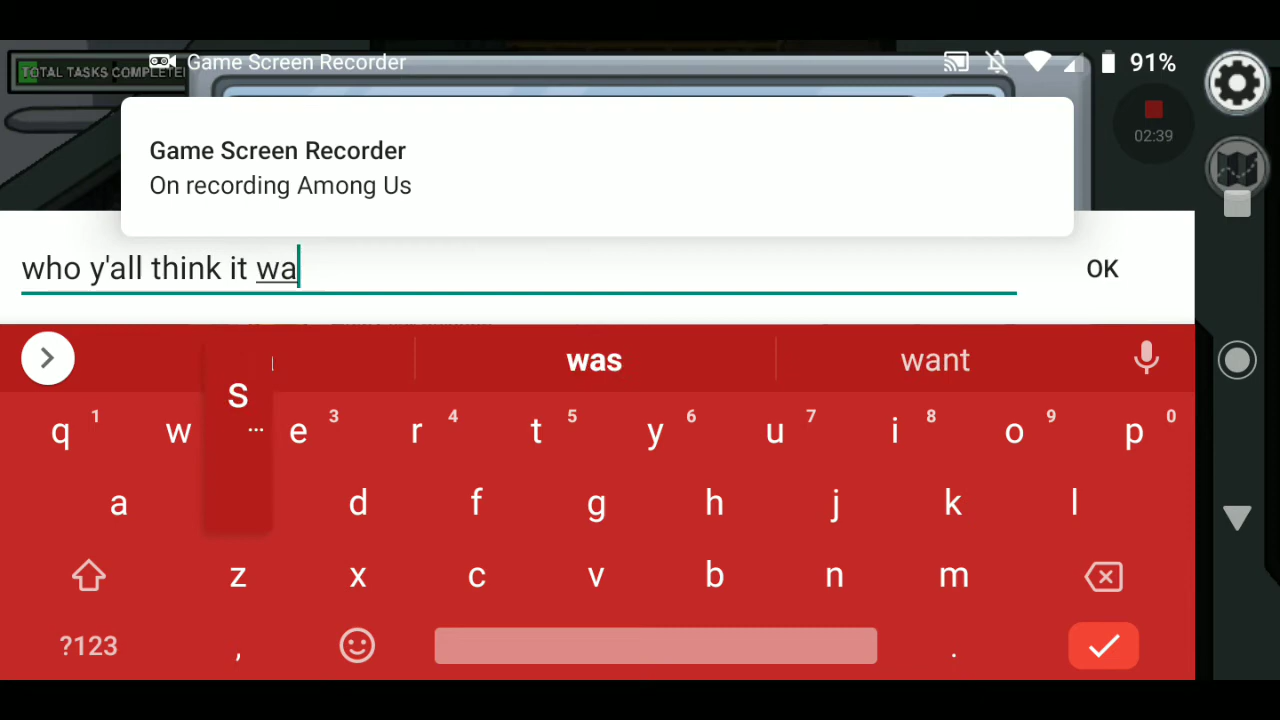 TOTAL TASKS COMPLETE
Game Screen Recorder
91%
Game Screen Recorder
On recording Among Us
02:39
who y'all think it wa
OK
was
want
s
...
q 1 w e 3 r 4 t 5 y 6 u 7 i 8 o 9 p 0
a d f g h j k l
z x c v b n m
?123 , .